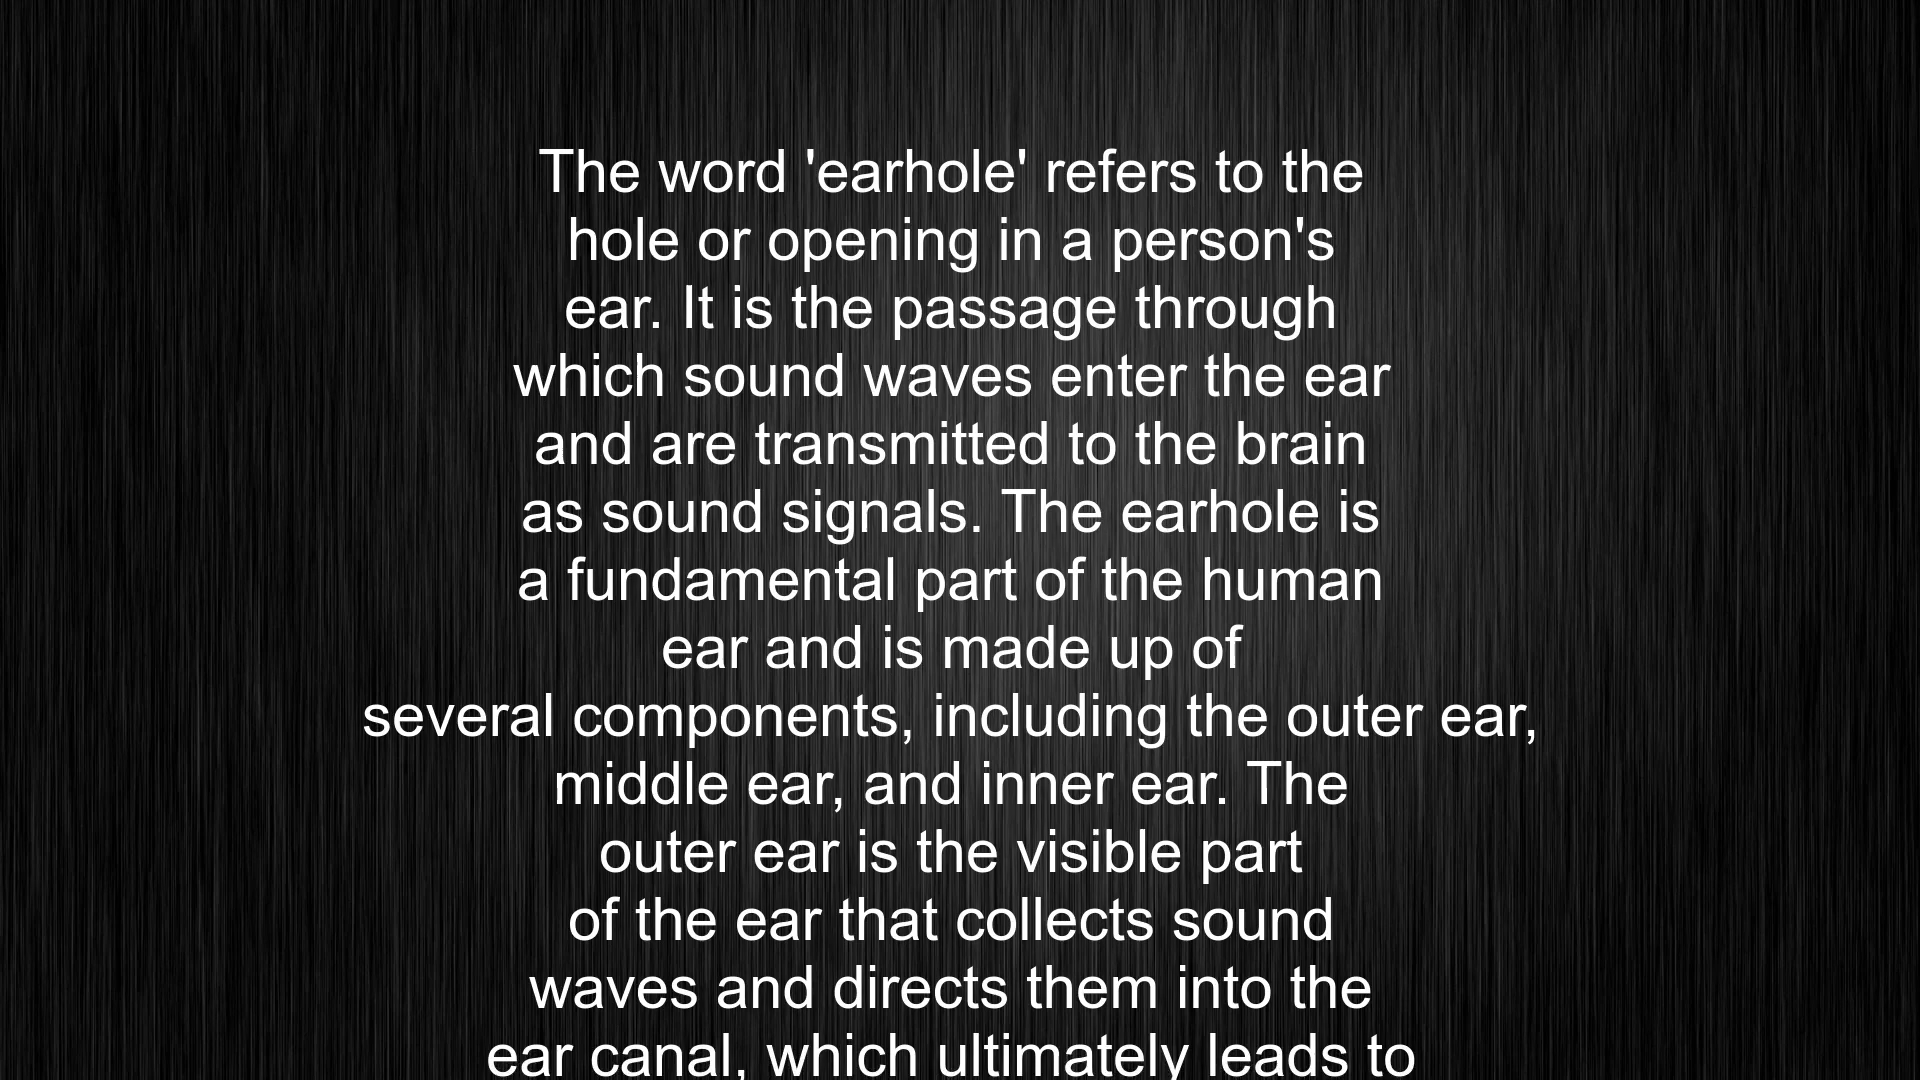 The word 'earhole' refers to the
hole or opening in a person's
ear. It is the passage through
which sound waves enter the ear
and are transmitted to the brain
as sound signals. The earhole is
a fundamental part of the human
ear and is made up of
several components, including the outer ear,
middle ear, and inner ear. The
outer ear is the visible part
of the ear that collects sound
waves and directs them into the
ear canal, which ultimately leads to